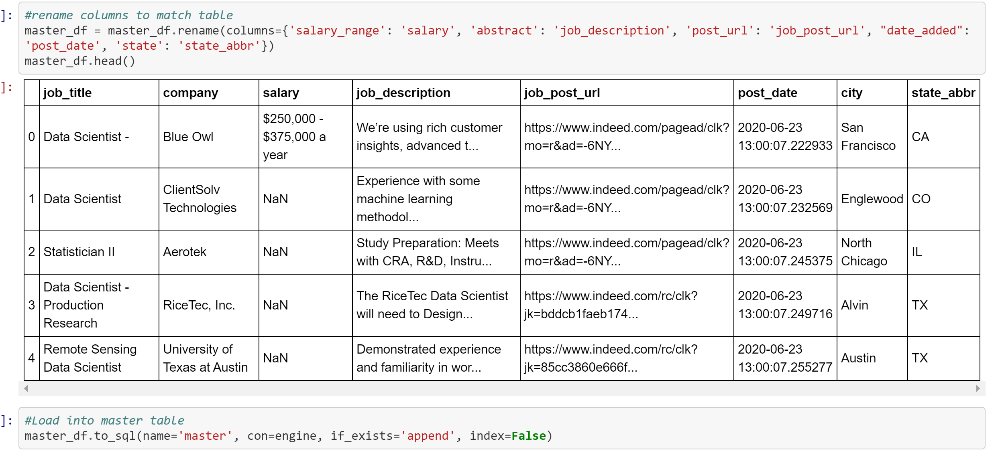 ]:
#rename columns to match table
master_df = master_df.rename(columns={'salary_range': 'salary', 'abstract': 'job_description', 'post_url': 'job_post_url', "date_added":
'post_date', 'state': 'state_abbr'})
master_df.head()
]:
job_title company salary job_description job_post_url post_date city state_abbr
0
Data Scientist -
Blue Owl
$250,000 -
$375,000 a
year
We’re using rich customer
insights, advanced t...
https://www.indeed.com/pagead/clk?
mo=r&ad=-6NY...
2020-06-23
13:00:07.222933
San
Francisco
CA
1
Data Scientist
ClientSolv
Technologies
NaN
Experience with some
machine learning
methodol...
https://www.indeed.com/pagead/clk?
mo=r&ad=-6NY...
2020-06-23
13:00:07.232569
Englewood
CO
2
Statistician II
Aerotek
NaN
Study Preparation: Meets
with CRA, R&D, Instru...
https://www.indeed.com/pagead/clk?
mo=r&ad=-6NY...
2020-06-23
13:00:07.245375
North
Chicago
IL
3
Data Scientist -
Production
Research
RiceTec, Inc.
NaN
The RiceTec Data Scientist
will need to Design...
https://www.indeed.com/rc/clk?
jk=bddcb1faeb174...
2020-06-23
13:00:07.249716
Alvin
TX
4
Remote Sensing
Data Scientist
University of
Texas at Austin
NaN
Demonstrated experience
and familiarity in wor...
https://www.indeed.com/rc/clk?
jk=85cc3860e666f...
2020-06-23
13:00:07.255277
Austin
TX
]:
#Load into master table
master_df.to_sql(name='master', con=engine, if_exists='append', index=False)